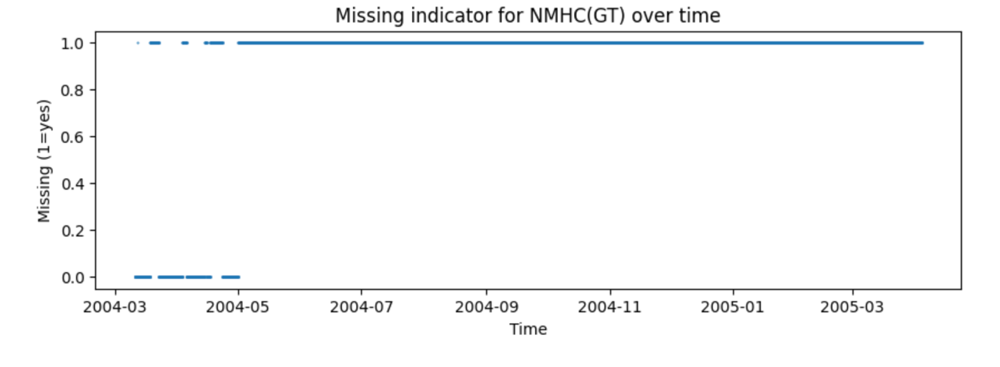 Missing indicator for NMHC(GT) over time
1.0
0.8
0.6
0.4
0.2
0.0
Missing (1=yes)
2004-03 2004-05 2004-07 2004-09 2004-11 2005-01 2005-03
Time